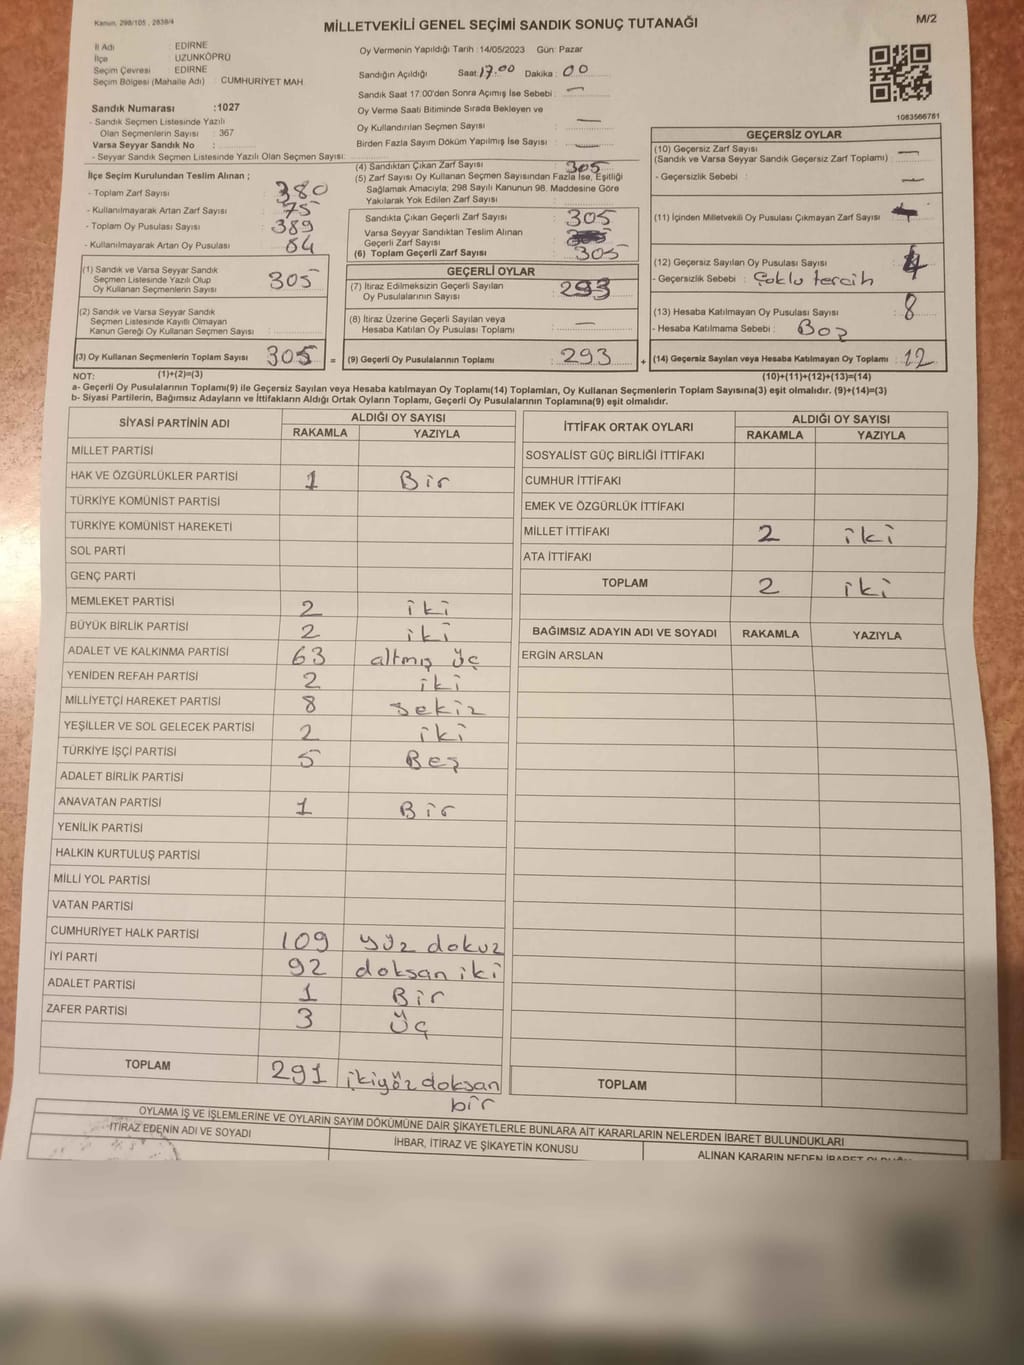 Kanun, 298/105 , 2839/4
MİLLETVEKİLİ GENEL SEÇİMİ SANDIK SONUÇ TUTANAĞI
M/2
İl Adı : EDİRNE
İlçe : UZUNKÖPRÜ
Seçim Çevresi : EDİRNE
Seçim Bölgesi (Mahalle Adı) : CUMHURİYET MAH.
Sandık Numarası :1027
- Sandık Seçmen Listesinde Yazılı
Olan Seçmenlerin Sayısı : 367
Varsa Seyyar Sandık No :
- Seyyar Sandık Seçmen Listesinde Yazılı Olan Seçmen Sayısı:
İlçe Seçim Kurulundan Teslim Alınan ;
- Toplam Zarf Sayısı 380
- Kullanılmayarak Artan Zarf Sayısı 75
- Toplam Oy Pusulası Sayısı 389
- Kullanılmayarak Artan Oy Pusulası 84
(1) Sandık ve Varsa Seyyar Sandık
Seçmen Listesinde Yazılı Olup
Oy Kullanan Seçmenlerin Sayısı 305
(2) Sandık ve Varsa Seyyar Sandık
Seçmen Listesinde Kayıtlı Olmayan
Kanun Gereği Oy Kullanan Seçmen Sayısı :
(3) Oy Kullanan Seçmenlerin Toplam Sayısı 305 =
Oy Vermenin Yapıldığı Tarih : 14/05/2023 Gün: Pazar
Sandığın Açıldığı Saat: 17.00 Dakika : 00
Sandık Saat 17.00'den Sonra Açımış İse Sebebi : —
Oy Verme Saati Bitiminde Sırada Bekleyen ve
Oy Kullandırılan Seçmen Sayısı —
Birden Fazla Sayım Döküm Yapılmış İse Sayısı : —
(4) Sandıktan Çıkan Zarf Sayısı 305
(5) Zarf Sayısı Oy Kullanan Seçmen Sayısından Fazla İse, Eşitliği
Sağlamak Amacıyla, 298 Sayılı Kanunun 98. Maddesine Göre
Yakılarak Yok Edilen Zarf Sayısı
Sandıkta Çıkan Geçerli Zarf Sayısı 305
Varsa Seyyar Sandıktan Teslim Alınan
Geçerli Zarf Sayısı
(6) Toplam Geçerli Zarf Sayısı 305
GEÇERLİ OYLAR
(7) İtiraz Edilmeksizin Geçerli Sayılan
Oy Pusulalarının Sayısı 293
(8) İtiraz Üzerine Geçerli Sayılan veya
Hesaba Katılan Oy Pusulası Toplamı —
(9) Geçerli Oy Pusulalarının Toplamı 293 +
1083566761
GEÇERSİZ OYLAR
(10) Geçersiz Zarf Sayısı
(Sandık ve Varsa Seyyar Sandık Geçersiz Zarf Toplamı) : —
- Geçersizlik Sebebi : —
(11) İçinden Milletvekili Oy Pusulası Çıkmayan Zarf Sayısı :
(12) Geçersiz Sayılan Oy Pusulası Sayısı 4
- Geçersizlik Sebebi : Çoklu tercih
(13) Hesaba Katılmayan Oy Pusulası Sayısı 8
- Hesaba Katılmama Sebebi : Boş
(14) Geçersiz Sayılan veya Hesaba Katılmayan Oy Toplamı : 12
NOT: (1)+(2)=(3) (10)+(11)+(12)+(13)=(14)
a- Geçerli Oy Pusulalarının Toplamı(9) ile Geçersiz Sayılan veya Hesaba katılmayan Oy Toplamı(14) Toplamları, Oy Kullanan Seçmenlerin Toplam Sayısına(3) eşit olmalıdır. (9)+(14)=(3)
b- Siyasi Partilerin, Bağımsız Adayların ve İttifakların Aldığı Ortak Oyların Toplamı, Geçerli Oy Pusulalarının Toplamına(9) eşit olmalıdır.
SİYASİ PARTİNİN ADI ALDIĞI OY SAYISI
RAKAMLA YAZIYLA
MİLLET PARTİSİ
HAK VE ÖZGÜRLÜKLER PARTİSİ 1 Bir
TÜRKİYE KOMÜNİST PARTİSİ
TÜRKİYE KOMÜNİST HAREKETİ
SOL PARTİ
GENÇ PARTİ
MEMLEKET PARTİSİ 2 iki
BÜYÜK BİRLİK PARTİSİ 2 iki
ADALET VE KALKINMA PARTİSİ 63 altmış üç
YENİDEN REFAH PARTİSİ 2 iki
MİLLİYETÇİ HAREKET PARTİSİ 8 sekiz
YEŞİLLER VE SOL GELECEK PARTİSİ 2 iki
TÜRKİYE İŞÇİ PARTİSİ 5 Beş
ADALET BİRLİK PARTİSİ
ANAVATAN PARTİSİ 1 Bir
YENİLİK PARTİSİ
HALKIN KURTULUŞ PARTİSİ
MİLLİ YOL PARTİSİ
VATAN PARTİSİ
CUMHURİYET HALK PARTİSİ 109 yüz dokuz
İYİ PARTİ 92 doksan iki
ADALET PARTİSİ 1 Bir
ZAFER PARTİSİ 3 Üç
TOPLAM 291 ikiyüz doksan
bir
İTTİFAK ORTAK OYLARI ALDIĞI OY SAYISI
RAKAMLA YAZIYLA
SOSYALİST GÜÇ BİRLİĞİ İTTİFAKI
CUMHUR İTTİFAKI
EMEK VE ÖZGÜRLÜK İTTİFAKI
MİLLET İTTİFAKI 2 iki
ATA İTTİFAKI
TOPLAM 2 iki
BAĞIMSIZ ADAYIN ADI VE SOYADI RAKAMLA YAZIYLA
ERGİN ARSLAN
TOPLAM
OYLAMA İŞ VE İŞLEMLERİNE VE OYLARIN SAYIM DÖKÜMÜNE DAİR ŞİKAYETLERLE BUNLARA AİT KARARLARIN NELERDEN İBARET BULUNDUKLARI
İTİRAZ EDENİN ADI VE SOYADI İHBAR, İTİRAZ VE ŞİKAYETİN KONUSU ALINAN KARARIN NEDEN İBARET OLDUĞU